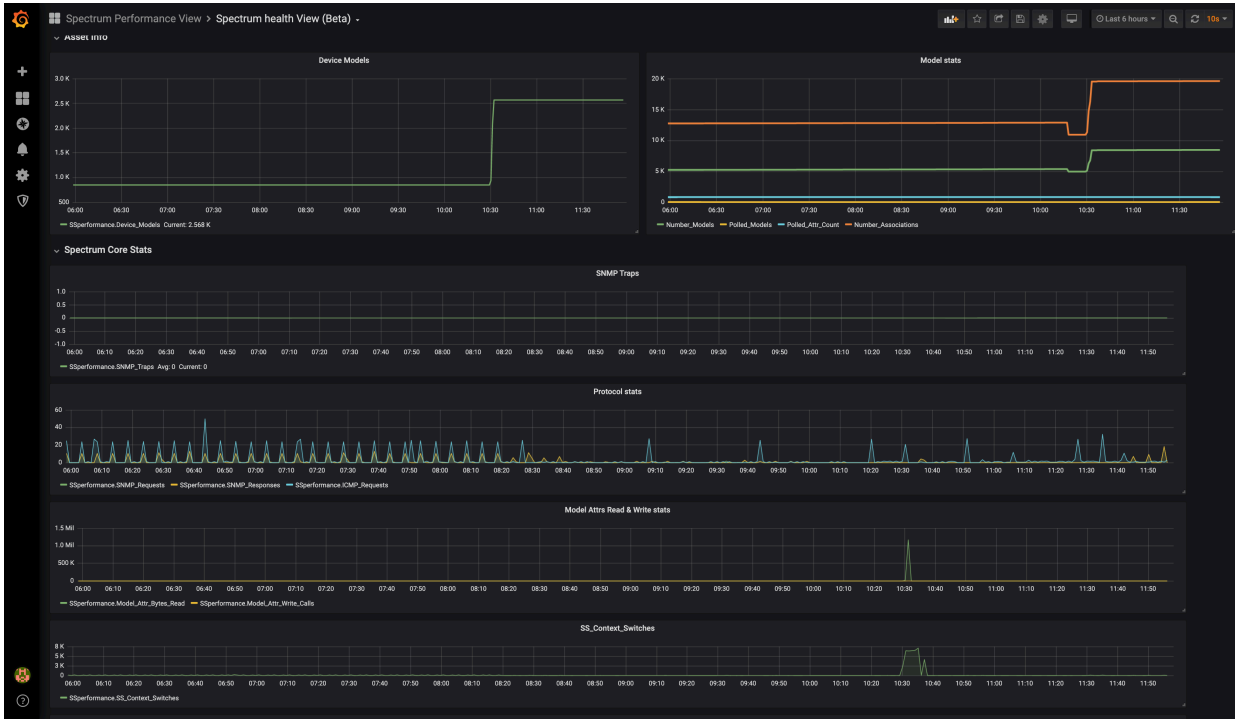 Spectrum Performance View > Spectrum health View (Beta)
Last 6 hours
10s
Asset Info
Device Models
3.0 K
2.5 K
2.0 K
1.5 K
1.0 K
500
06:00 06:30 07:00 07:30 08:00 08:30 09:00 09:30 10:00 10:30 11:00 11:30
SSperformance.Device_Models Current: 2.568 K
Model stats
20 K
15 K
10 K
5 K
0
06:00 06:30 07:00 07:30 08:00 08:30 09:00 09:30 10:00 10:30 11:00 11:30
Number_Models Polled_Models Polled_Attr_Count Number_Associations
Spectrum Core Stats
SNMP Traps
1.0
0.5
0
-0.5
-1.0
06:00 06:10 06:20 06:30 06:40 06:50 07:00 07:10 07:20 07:30 07:40 07:50 08:00 08:10 08:20 08:30 08:40 08:50 09:00 09:10 09:20 09:30 09:40 09:50 10:00 10:10 10:20 10:30 10:40 10:50 11:00 11:10 11:20 11:30 11:40 11:50
SSperformance.SNMP_Traps Avg: 0 Current: 0
Protocol stats
60
40
20
0
06:00 06:10 06:20 06:30 06:40 06:50 07:00 07:10 07:20 07:30 07:40 07:50 08:00 08:10 08:20 08:30 08:40 08:50 09:00 09:10 09:20 09:30 09:40 09:50 10:00 10:10 10:20 10:30 10:40 10:50 11:00 11:10 11:20 11:30 11:40 11:50
SSperformance.SNMP_Requests SSperformance.SNMP_Responses SSperformance.ICMP_Requests
Model Attrs Read & Write stats
1.5 Mil
1.0 Mil
500 K
0
06:00 06:10 06:20 06:30 06:40 06:50 07:00 07:10 07:20 07:30 07:40 07:50 08:00 08:10 08:20 08:30 08:40 08:50 09:00 09:10 09:20 09:30 09:40 09:50 10:00 10:10 10:20 10:30 10:40 10:50 11:00 11:10 11:20 11:30 11:40 11:50
SSperformance.Model_Attr_Bytes_Read SSperformance.Model_Attr_Write_Calls
SS_Context_Switches
8 K
5 K
3 K
0
06:00 06:10 06:20 06:30 06:40 06:50 07:00 07:10 07:20 07:30 07:40 07:50 08:00 08:10 08:20 08:30 08:40 08:50 09:00 09:10 09:20 09:30 09:40 09:50 10:00 10:10 10:20 10:30 10:40 10:50 11:00 11:10 11:20 11:30 11:40 11:50
SSperformance.SS_Context_Switches